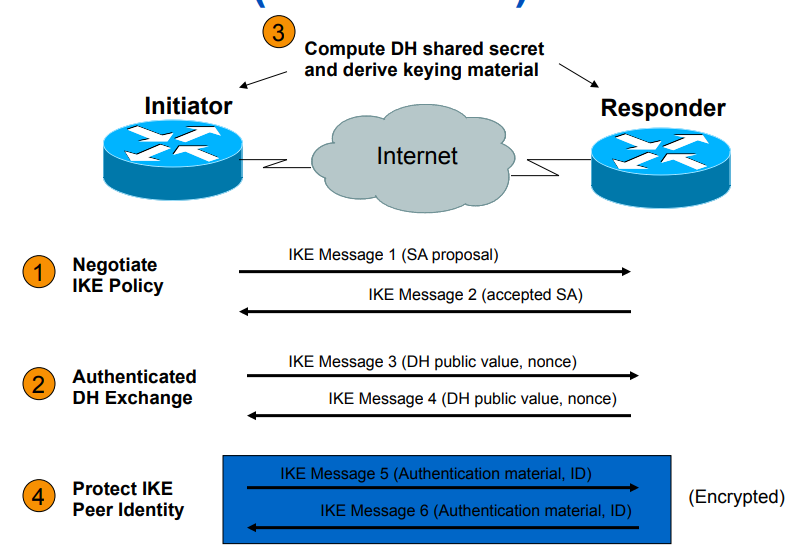 3
Compute DH shared secret
and derive keying material
Initiator
Responder
Internet
1
Negotiate
IKE Policy
IKE Message 1 (SA proposal)
IKE Message 2 (accepted SA)
2
Authenticated
DH Exchange
IKE Message 3 (DH public value, nonce)
IKE Message 4 (DH public value, nonce)
4
Protect IKE
Peer Identity
IKE Message 5 (Authentication material, ID)
IKE Message 6 (Authentication material, ID)
(Encrypted)